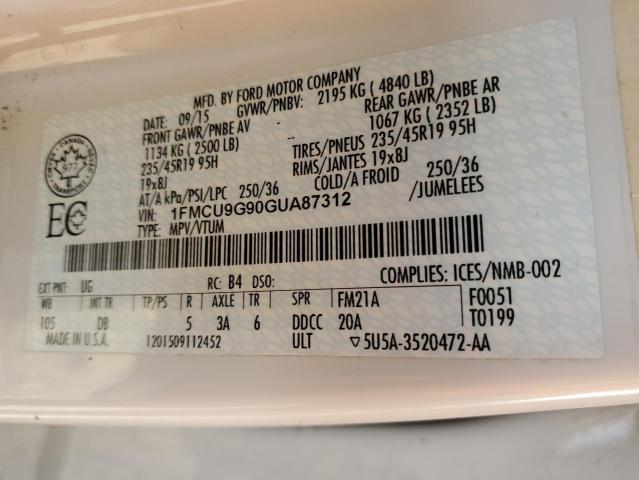 MFD. BY FORD MOTOR COMPANY
DATE: 09/15 GVWR/PNBV: 2195 KG ( 4840 LB)
FRONT GAWR/PNBE AV REAR GAWR/PNBE AR
1134 KG ( 2500 LB) 1067 KG ( 2352 LB)
235/45R19 95H TIRES/PNEUS 235/45R19 95H
19x8J RIMS/JANTES 19x8J
AT/A kPa/PSI/LPC 250/36 COLD/A FROID 250/36
VIN: 1FMCU9G90GUA87312 /JUMELEES
TYPE: MPV/VTUM
CANADA
977
T
EC
EXT PNT: UG RC: B4 DSO: COMPLIES: ICES/NMB-002
WB INT TR TP/PS R AXLE TR SPR FM21A F0051
105 DB 5 3A 6 DDCC 20A T0199
MADE IN U.S.A. 1201509112452 ULT ▽5U5A-3520472-AA